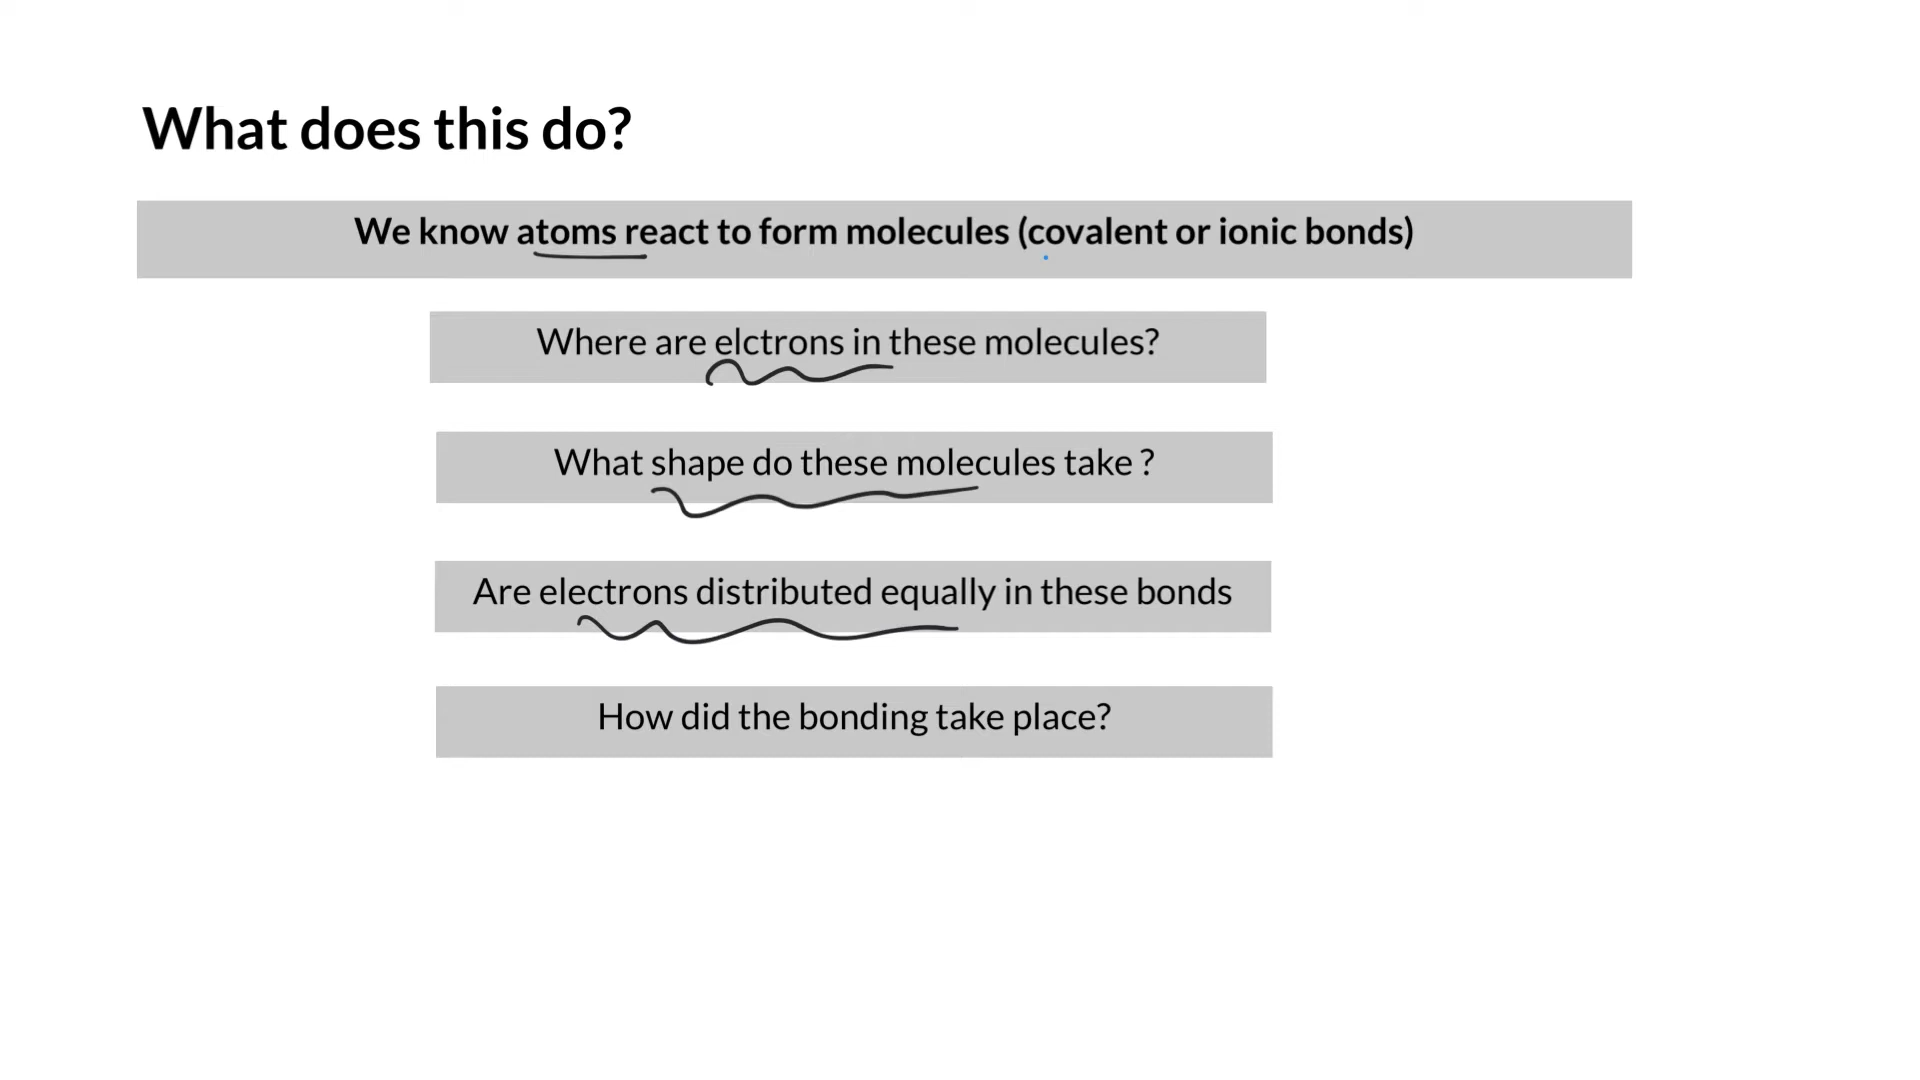 What does this do?
We know atoms react to form molecules (covalent or ionic bonds)
Where are elctrons in these molecules?
What shape do these molecules take ?
Are electrons distributed equally in these bonds
How did the bonding take place?